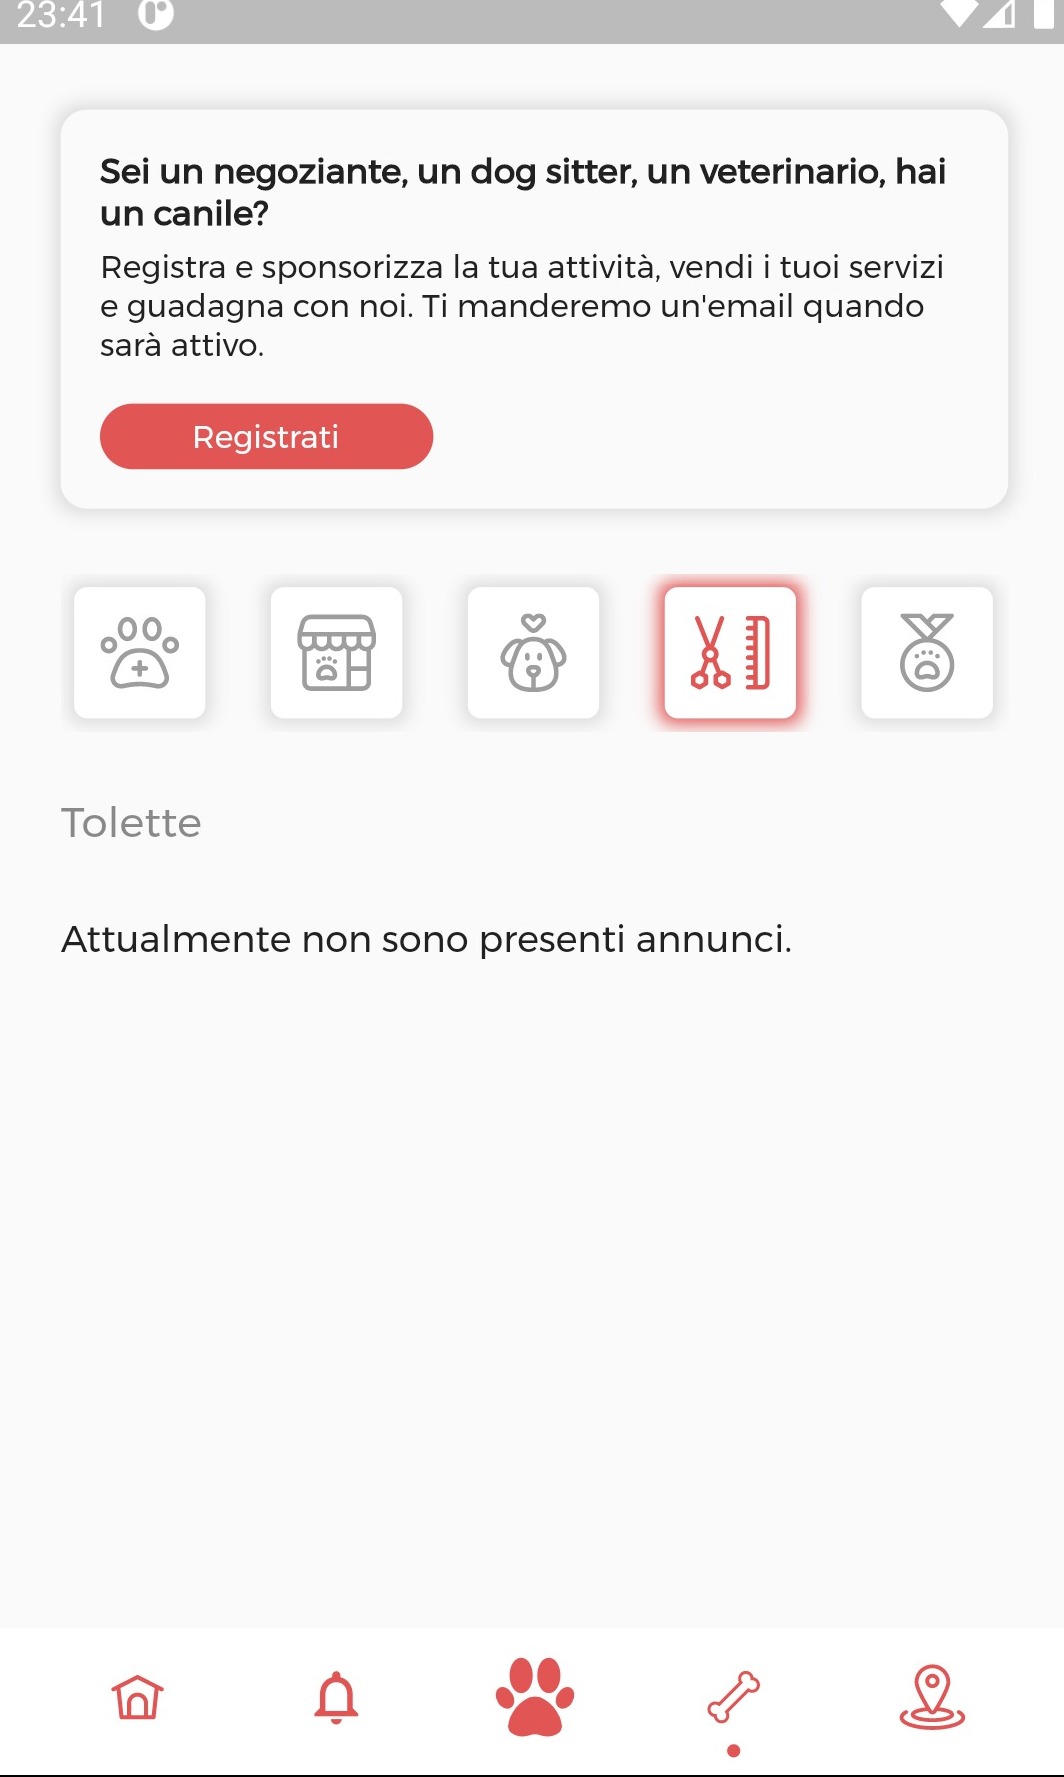 23:41
Sei un negoziante, un dog sitter, un veterinario, hai
un canile?
Registra e sponsorizza la tua attività, vendi i tuoi servizi
e guadagna con noi. Ti manderemo un'email quando
sarà attivo.
Registrati
Tolette
Attualmente non sono presenti annunci.